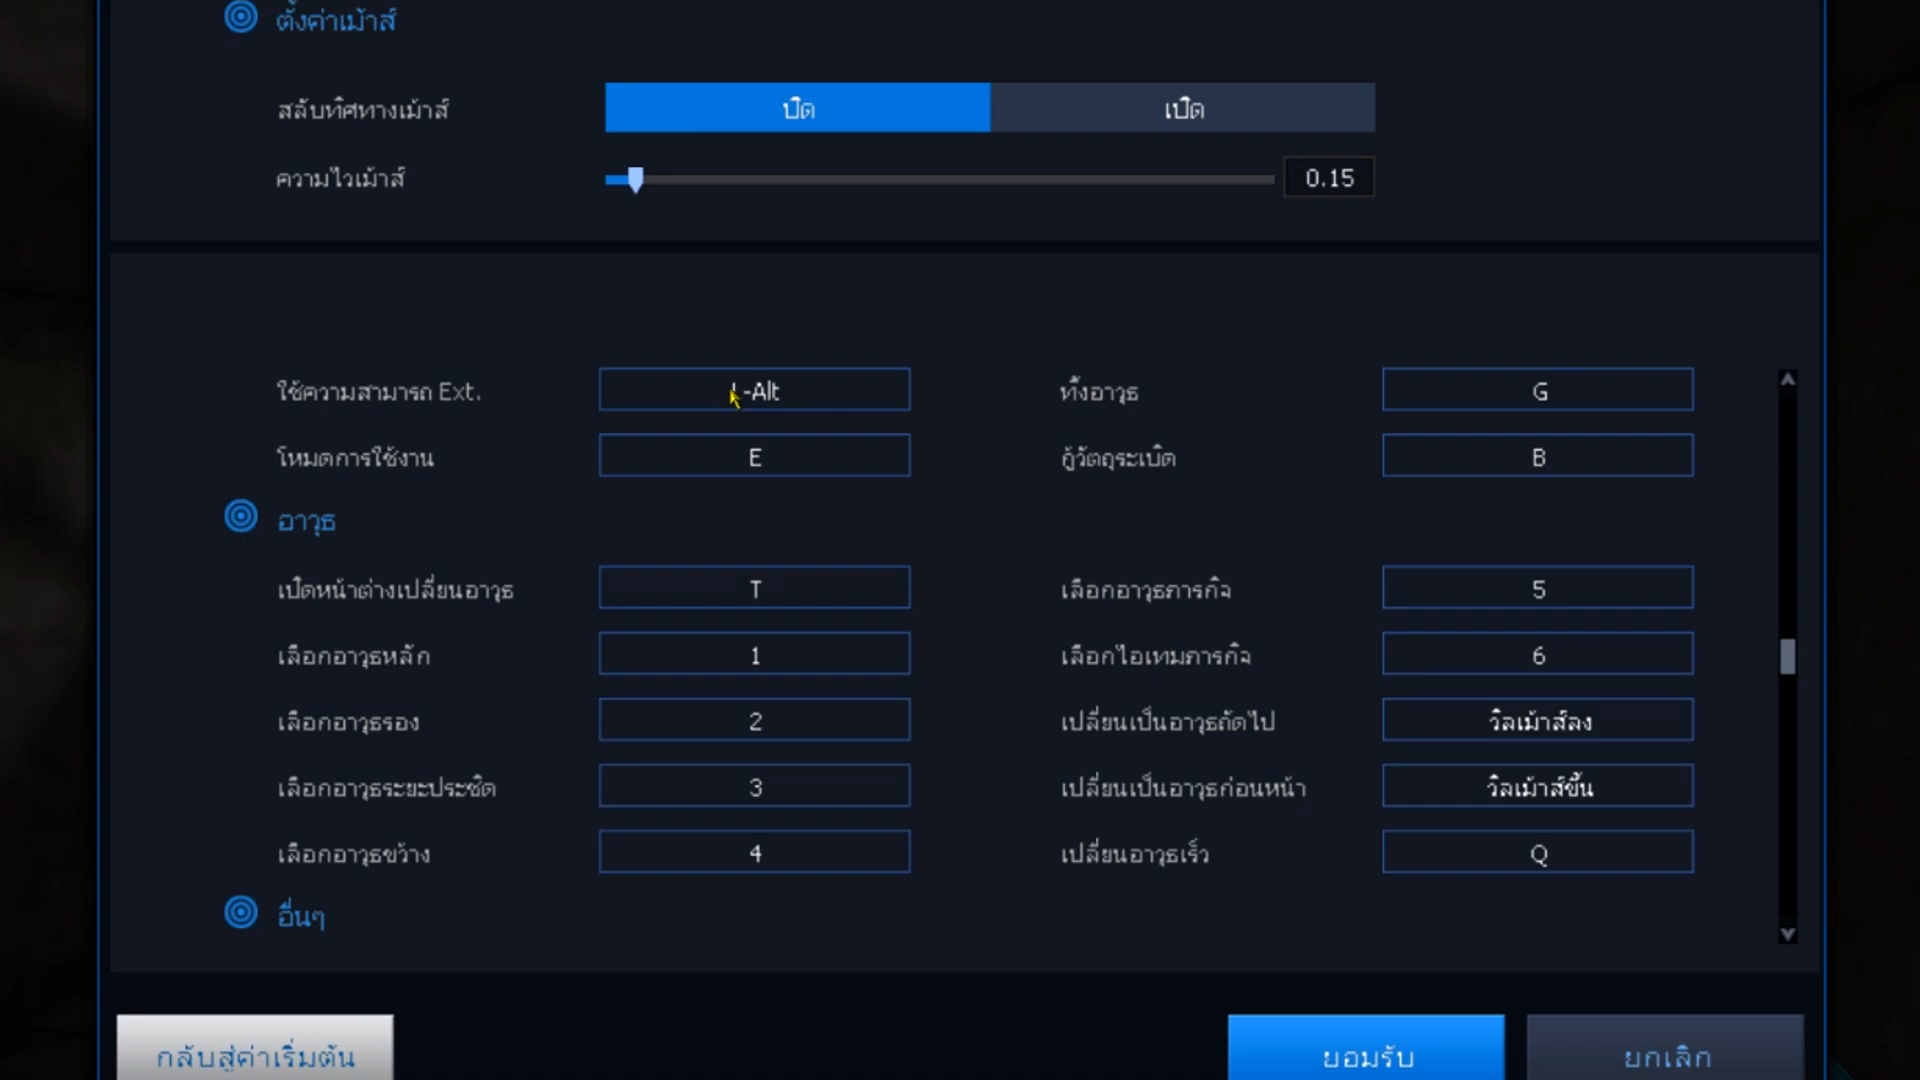 ตั้งค่าเม้าส์
สลับทิศทางเม้าส์ ปิด เปิด
ความไวเม้าส์ 0.15
ใช้ความสามารถ Ext. L-Alt ทิ้งอาวุธ G
โหมดการใช้งาน E กู้วัตถุระเบิด B
อาวุธ
เปิดหน้าต่างเปลี่ยนอาวุธ T เลือกอาวุธภารกิจ 5
เลือกอาวุธหลัก 1 เลือกไอเทมภารกิจ 6
เลือกอาวุธรอง 2 เปลี่ยนเป็นอาวุธถัดไป วิลเม้าส์ลง
เลือกอาวุธระยะประชิด 3 เปลี่ยนเป็นอาวุธก่อนหน้า วิลเม้าส์ขึ้น
เลือกอาวุธขว้าง 4 เปลี่ยนอาวุธเร็ว Q
อื่นๆ
กลับสู่ค่าเริ่มต้น ยอมรับ ยกเลิก